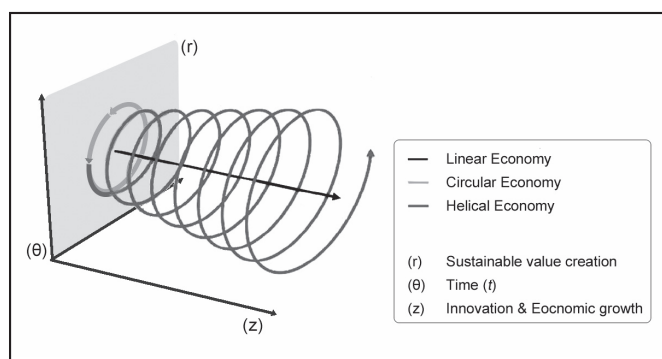 (r)
(θ)
(z)
Linear Economy
Circular Economy
Helical Economy
(r) Sustainable value creation
(θ) Time (t)
(z) Innovation & Eocnomic growth